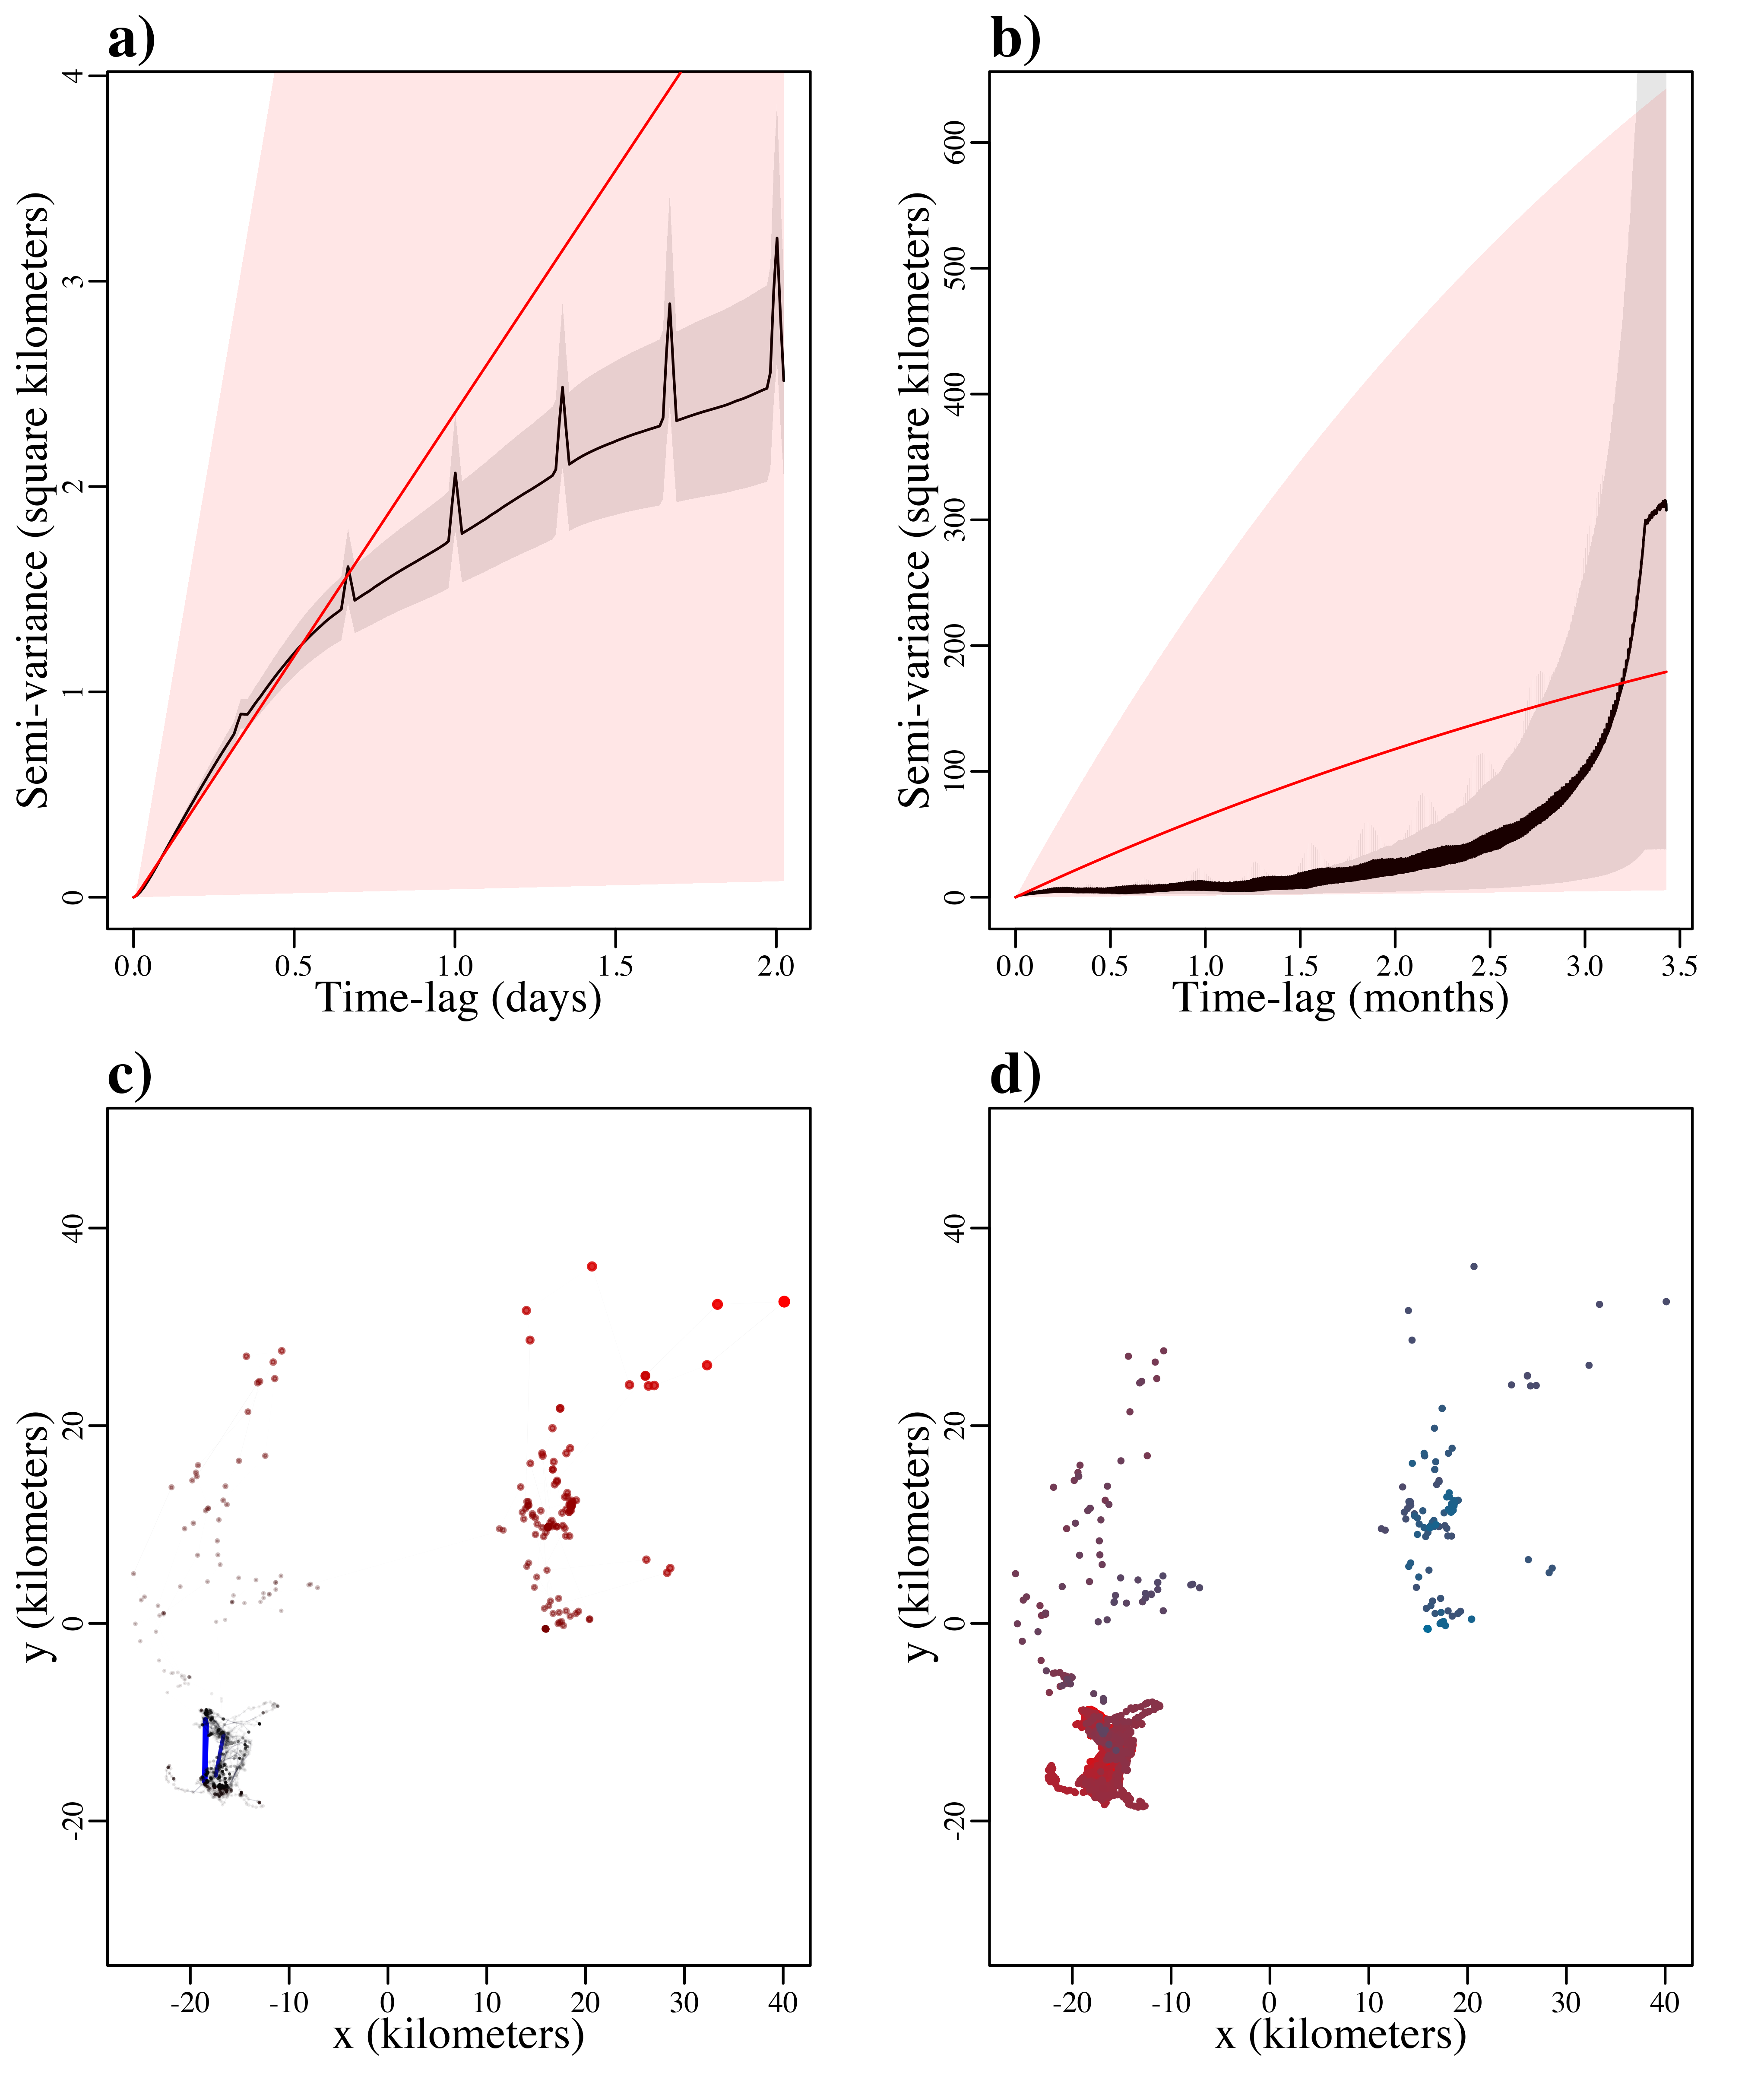 a)
Semi-variance (square kilometers)
4
3
2
1
0
0.0 0.5 1.0 1.5 2.0
Time-lag (days)
b)
Semi-variance (square kilometers)
600
500
400
300
200
100
0
0.0 0.5 1.0 1.5 2.0 2.5 3.0 3.5
Time-lag (months)
c)
y (kilometers)
40
20
0
-20
-20 -10 0 10 20 30 40
x (kilometers)
d)
y (kilometers)
40
20
0
-20
-20 -10 0 10 20 30 40
x (kilometers)